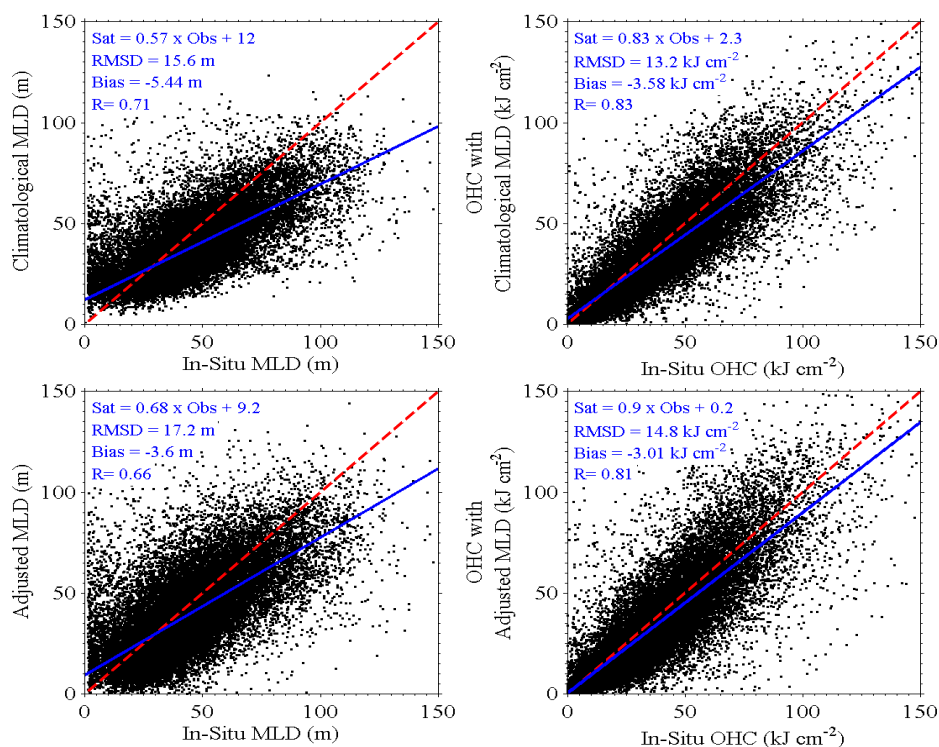 Sat = 0.57 x Obs + 12
RMSD = 15.6 m
Bias = -5.44 m
R= 0.71
Climatological MLD (m)
150
100
50
0
0 50 100 150
In-Situ MLD (m)
Sat = 0.83 x Obs + 2.3
RMSD = 13.2 kJ cm⁻²
Bias = -3.58 kJ cm⁻²
R= 0.83
OHC with
Climatological MLD (kJ cm⁻²)
150
100
50
0
0 50 100 150
In-Situ OHC (kJ cm⁻²)
Sat = 0.68 x Obs + 9.2
RMSD = 17.2 m
Bias = -3.6 m
R= 0.66
Adjusted MLD (m)
150
100
50
0
0 50 100 150
In-Situ MLD (m)
Sat = 0.9 x Obs + 0.2
RMSD = 14.8 kJ cm⁻²
Bias = -3.01 kJ cm⁻²
R= 0.81
OHC with
Adjusted MLD (kJ cm⁻²)
150
100
50
0
0 50 100 150
In-Situ OHC (kJ cm⁻²)